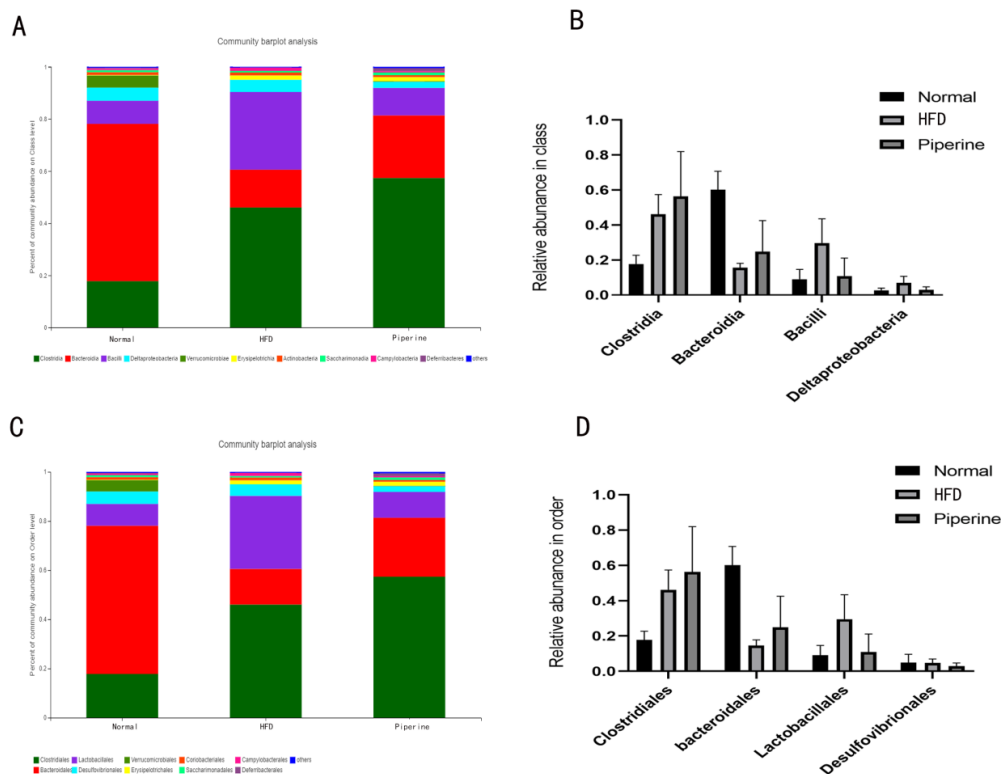 A
Community barplot analysis
Percent of community abundance on Class level
1
0.8
0.6
0.4
0.2
0
Normal HFD Piperine
Clostridia Bacteroidia Bacilli Deltaproteobacteria Verrucomicrobiae Erysipelotrichia Actinobacteria Saccharimonadia Campylobacteria Deferribacteres others
B
Normal
HFD
Piperine
Relative abunance in class
1.0
0.8
0.6
0.4
0.2
0.0
Clostridia
Bacteroidia
Bacilli
Deltaproteobacteria
C
Community barplot analysis
Percent of community abundance on Order level
1
0.8
0.6
0.4
0.2
0
Normal HFD Piperine
Clostridiales Lactobacillales Verrucomicrobiales Coriobacteriales Campylobacterales others
Bacteroidales Desulfovibrionales Erysipelotrichales Saccharimonadales Deferribacterales
D
Normal
HFD
Piperine
Relative abunance in order
1.0
0.8
0.6
0.4
0.2
0.0
Clostridiales
bacteroidales
Lactobacillales
Desulfovibrionales